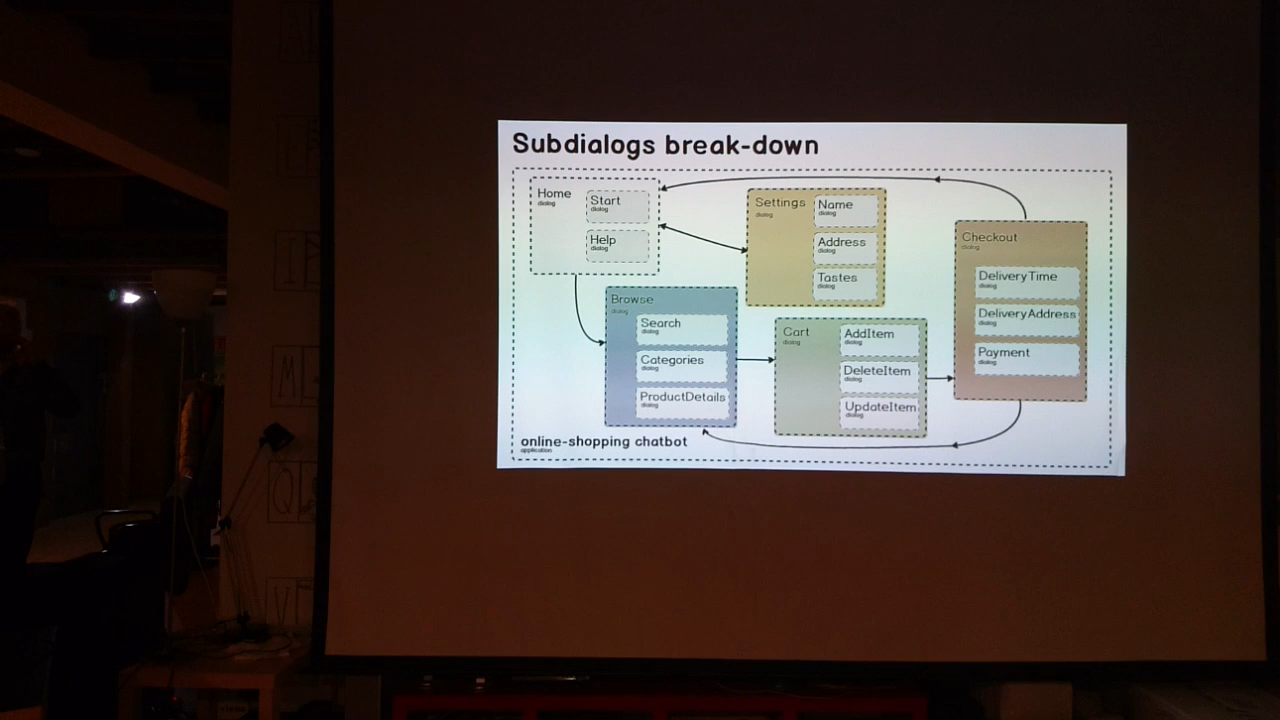 Subdialogs break-down
Home
dialog
Start
dialog
Help
dialog
Settings
dialog
Name
dialog
Address
dialog
Tastes
dialog
Checkout
dialog
DeliveryTime
dialog
DeliveryAddress
dialog
Payment
dialog
Browse
dialog
Search
dialog
Categories
dialog
ProductDetails
dialog
Cart
dialog
AddItem
dialog
DeleteItem
dialog
UpdateItem
dialog
online-shopping chatbot
application